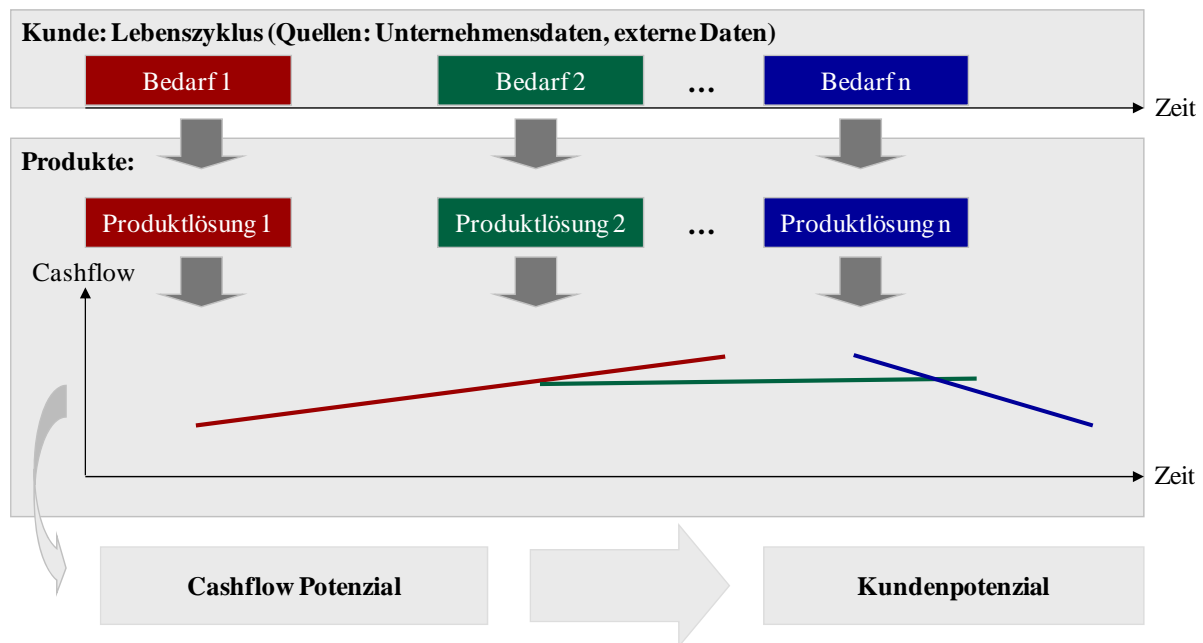 Kunde: Lebenszyklus (Quellen: Unternehmensdaten, externe Daten)
Bedarf 1
Bedarf 2
...
Bedarf n
Zeit
Produkte:
Produktlösung 1
Produktlösung 2
...
Produktlösung n
Cashflow
Zeit
Cashflow Potenzial
Kundenpotenzial